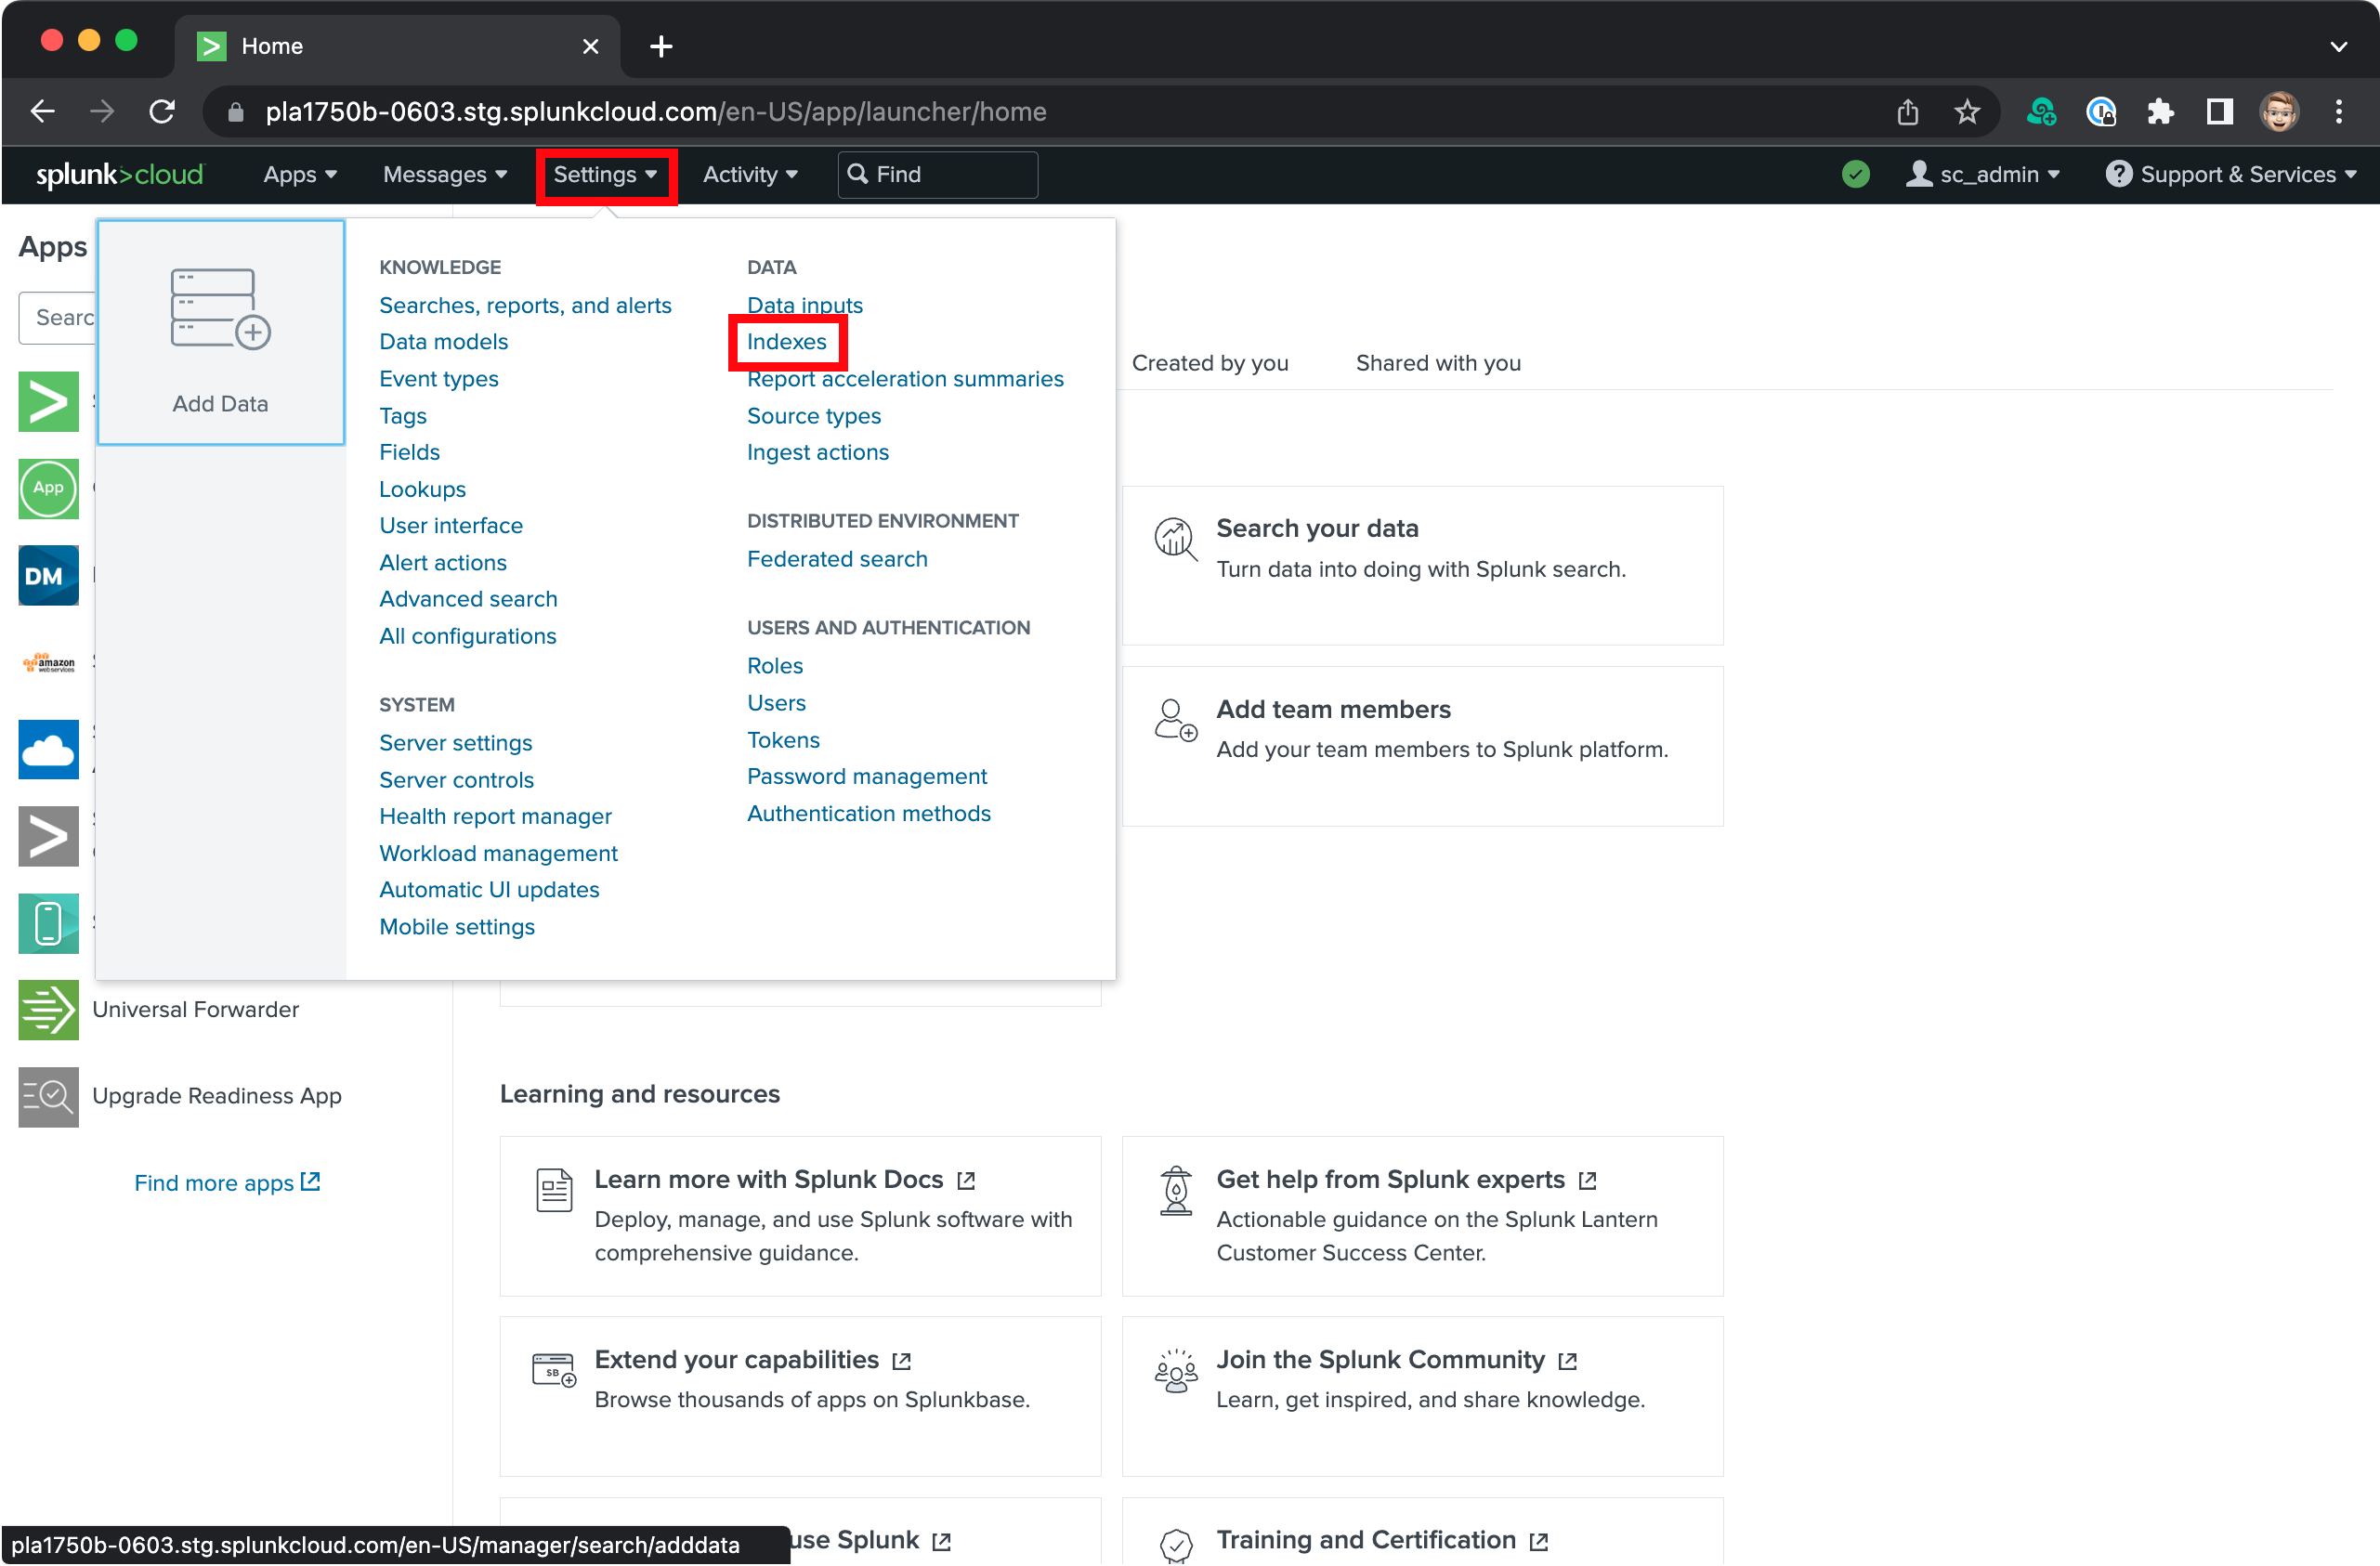 Home
pla1750b-0603.stg.splunkcloud.com/en-US/app/launcher/home
splunk>cloud
Apps
Messages
Settings
Activity
Find
sc_admin
Support & Services
Apps
Searc
Add Data
KNOWLEDGE
Searches, reports, and alerts
Data models
Event types
Tags
Fields
Lookups
User interface
Alert actions
Advanced search
All configurations
SYSTEM
Server settings
Server controls
Health report manager
Workload management
Automatic UI updates
Mobile settings
DATA
Data inputs
Indexes
Report acceleration summaries
Source types
Ingest actions
DISTRIBUTED ENVIRONMENT
Federated search
USERS AND AUTHENTICATION
Roles
Users
Tokens
Password management
Authentication methods
App
DM
amazon
web services
Universal Forwarder
Upgrade Readiness App
Find more apps
Created by you
Shared with you
Search your data
Turn data into doing with Splunk search.
Add team members
Add your team members to Splunk platform.
Learning and resources
Learn more with Splunk Docs
Deploy, manage, and use Splunk software with
comprehensive guidance.
Get help from Splunk experts
Actionable guidance on the Splunk Lantern
Customer Success Center.
SB
Extend your capabilities
Browse thousands of apps on Splunkbase.
Join the Splunk Community
Learn, get inspired, and share knowledge.
use Splunk
Training and Certification
pla1750b-0603.stg.splunkcloud.com/en-US/manager/search/adddata